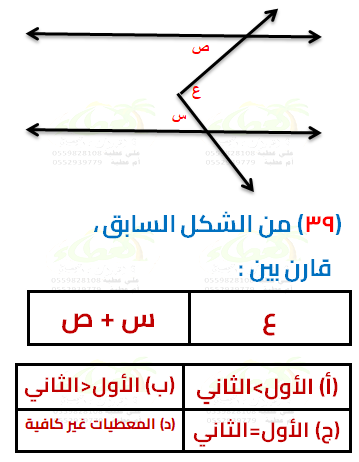 ص
ع
س
(٣٩) من الشكل السابق ،
قارن بين :
ع
س + ص
(أ) الأول>الثاني
(ب) الأول<الثاني
(ج) الأول=الثاني
(د) المعطيات غير كافية